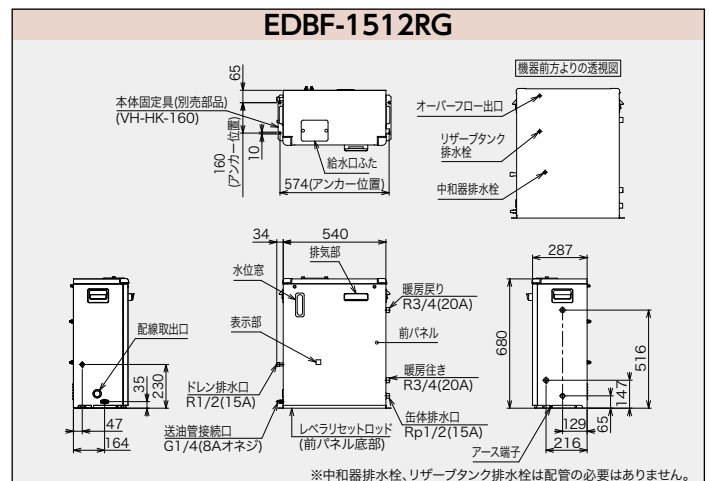 EDBF-1512RG
機器前方よりの透視図
65
本体固定具(別売部品)
(VH-HK-160)
160
(アンカー位置)
10
給水口ふた
574(アンカー位置)
オーバーフロー出口
リザーブタンク
排水栓
中和器排水栓
34
540
287
水位窓
排気部
暖房戻り
R3/4(20A)
配線取出口
表示部
前パネル
680
516
230
35
ドレン排水口
R1/2(15A)
暖房往き
R3/4(20A)
147
65
47
164
送油管接続口
G1/4(8Aオネジ)
レベラリセットロッド
(前パネル底部)
缶体排水口
Rp1/2(15A)
129
216
アース端子
※中和器排水栓、リザーブタンク排水栓は配管の必要はありません。